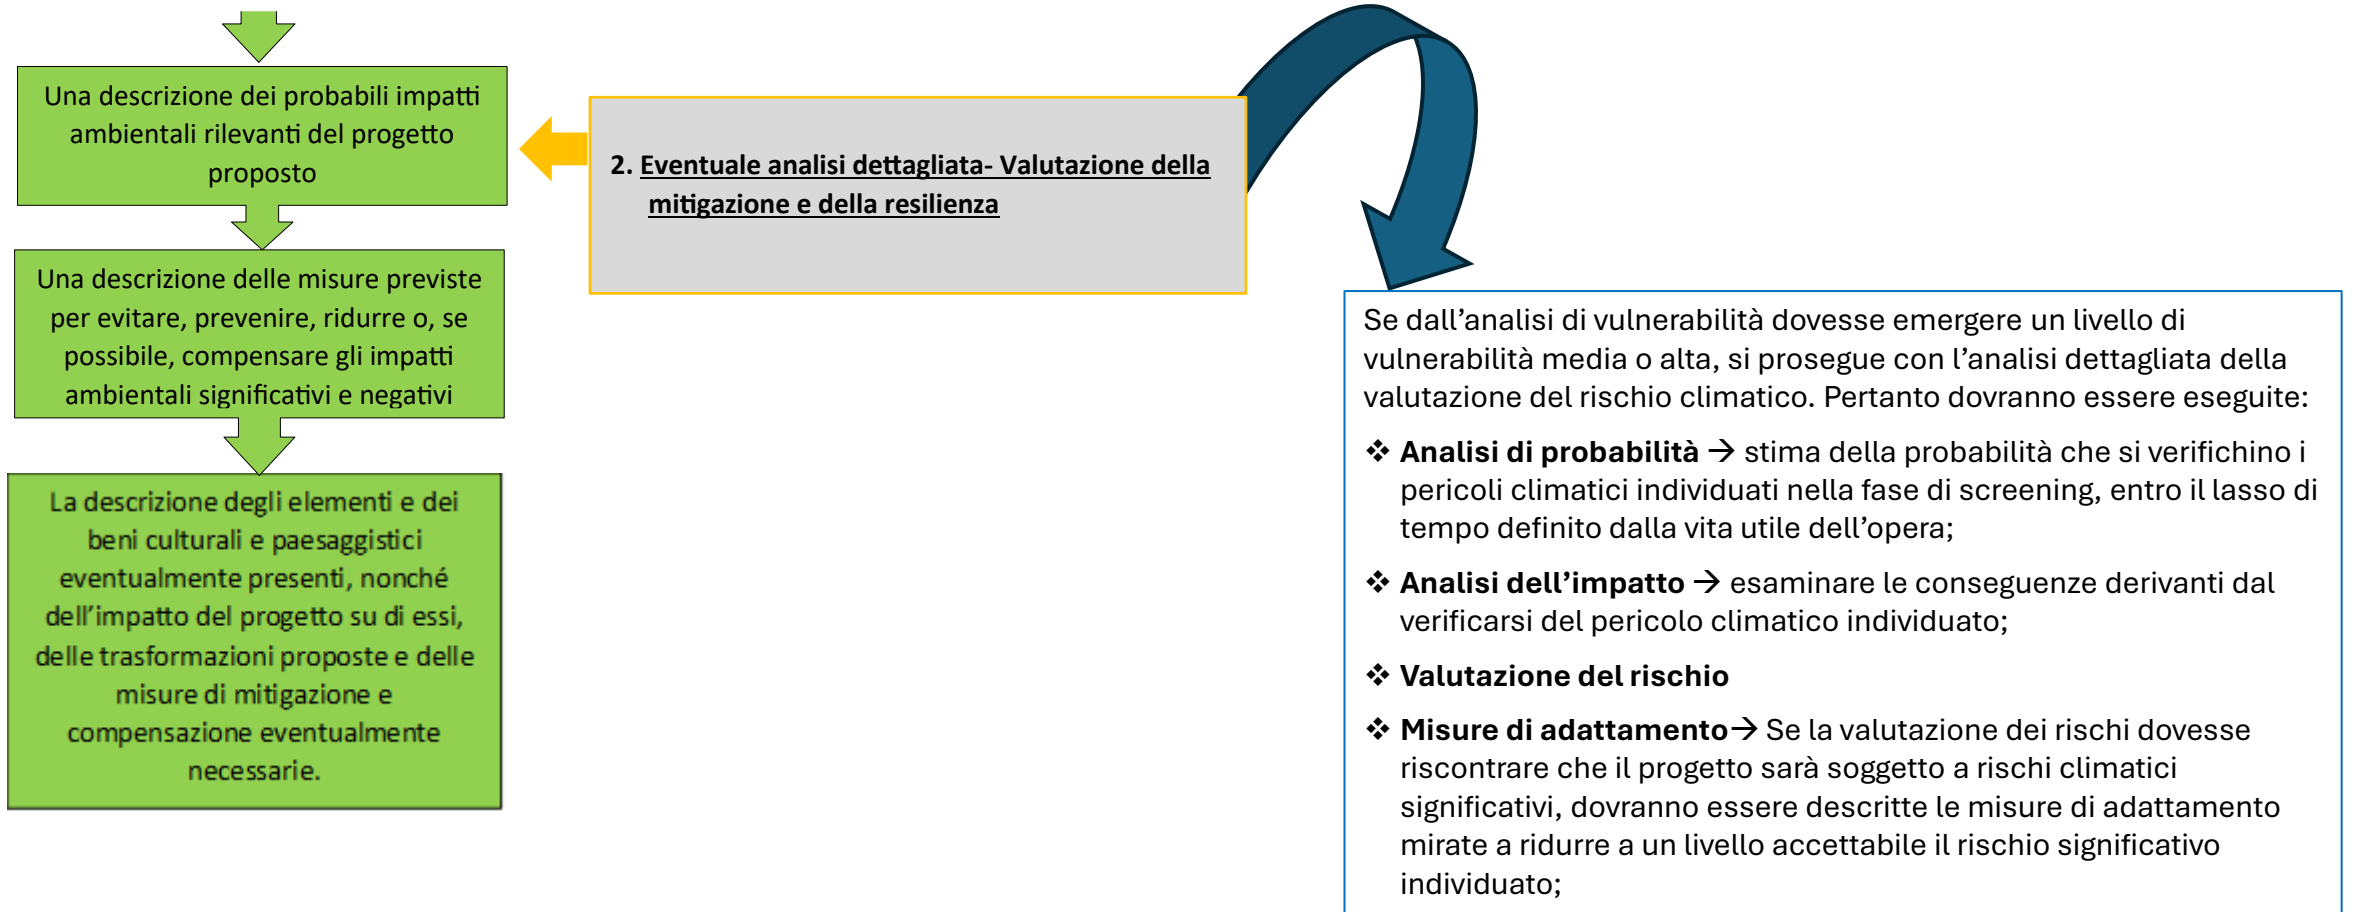 Una descrizione dei probabili impatti
ambientali rilevanti del progetto
proposto
Una descrizione delle misure previste
per evitare, prevenire, ridurre o, se
possibile, compensare gli impatti
ambientali significativi e negativi
La descrizione degli elementi e dei
beni culturali e paesaggistici
eventualmente presenti, nonché
dell'impatto del progetto su di essi,
delle trasformazioni proposte e delle
misure di mitigazione e
compensazione eventualmente
necessarie.
2. Eventuale analisi dettagliata- Valutazione della
mitigazione e della resilienza
Se dall’analisi di vulnerabilità dovesse emergere un livello di
vulnerabilità media o alta, si prosegue con l’analisi dettagliata della
valutazione del rischio climatico. Pertanto dovranno essere eseguite:
❖ Analisi di probabilità → stima della probabilità che si verifichino i
pericoli climatici individuati nella fase di screening, entro il lasso di
tempo definito dalla vita utile dell’opera;
❖ Analisi dell’impatto → esaminare le conseguenze derivanti dal
verificarsi del pericolo climatico individuato;
❖ Valutazione del rischio
❖ Misure di adattamento→ Se la valutazione dei rischi dovesse
riscontrare che il progetto sarà soggetto a rischi climatici
significativi, dovranno essere descritte le misure di adattamento
mirate a ridurre a un livello accettabile il rischio significativo
individuato;